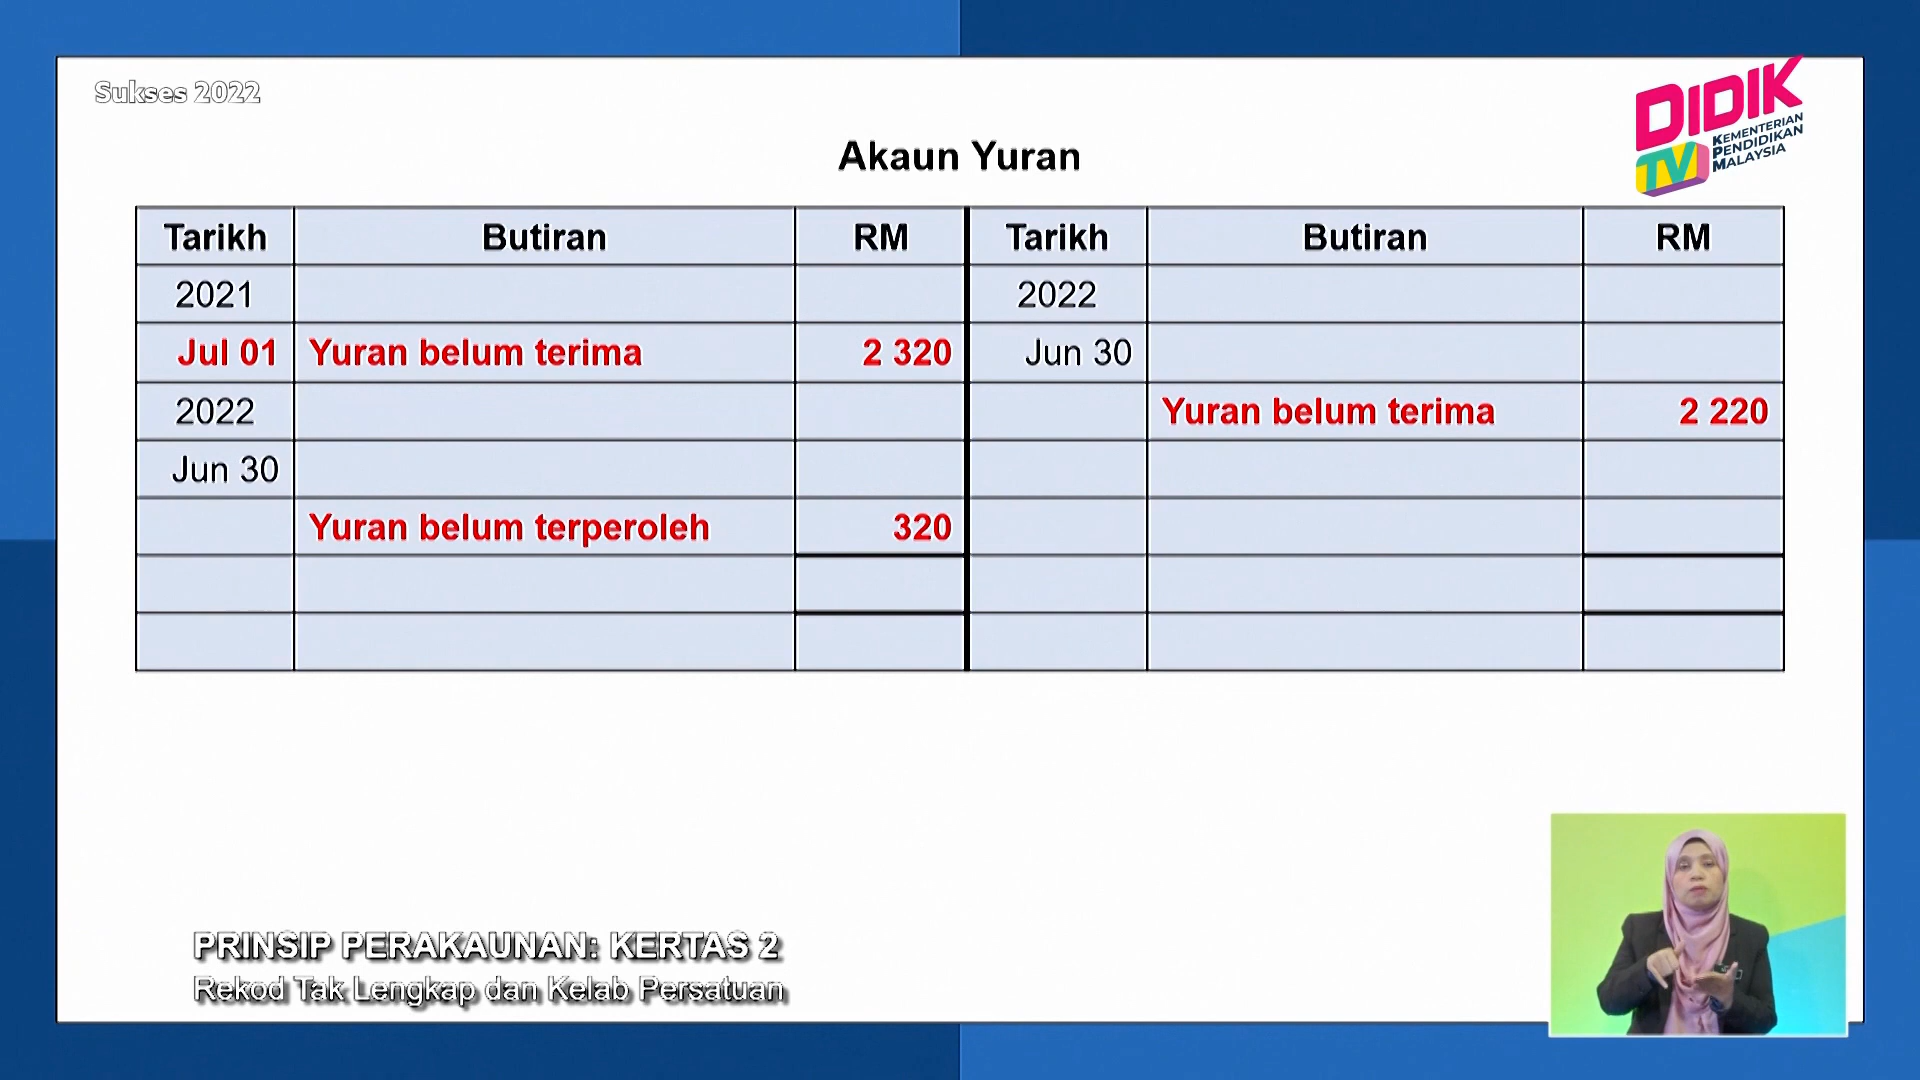 Sukses 2022
DIDIK
TV
KEMENTERIAN
PENDIDIKAN
MALAYSIA
Akaun Yuran
Tarikh Butiran RM Tarikh Butiran RM
2021 2022
Jul 01 Yuran belum terima 2 320 Jun 30
2022 Yuran belum terima 2 220
Jun 30
Yuran belum terperoleh 320
PRINSIP PERAKAUNAN: KERTAS 2
Rekod Tak Lengkap dan Kelab Persatuan